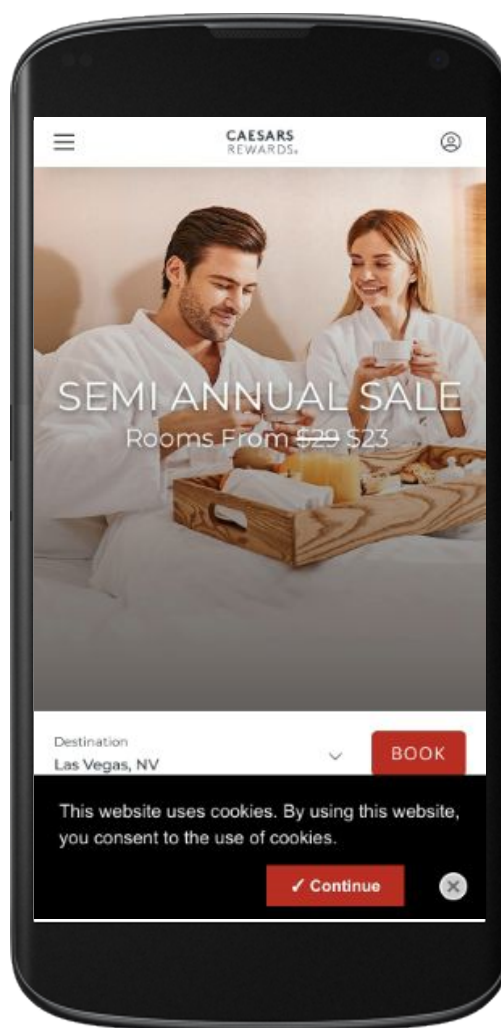 CAESARS
REWARDS®
SEMI ANNUAL SALE
Rooms From $29 $23
Destination
Las Vegas, NV
BOOK
This website uses cookies. By using this website,
you consent to the use of cookies.
✓ Continue